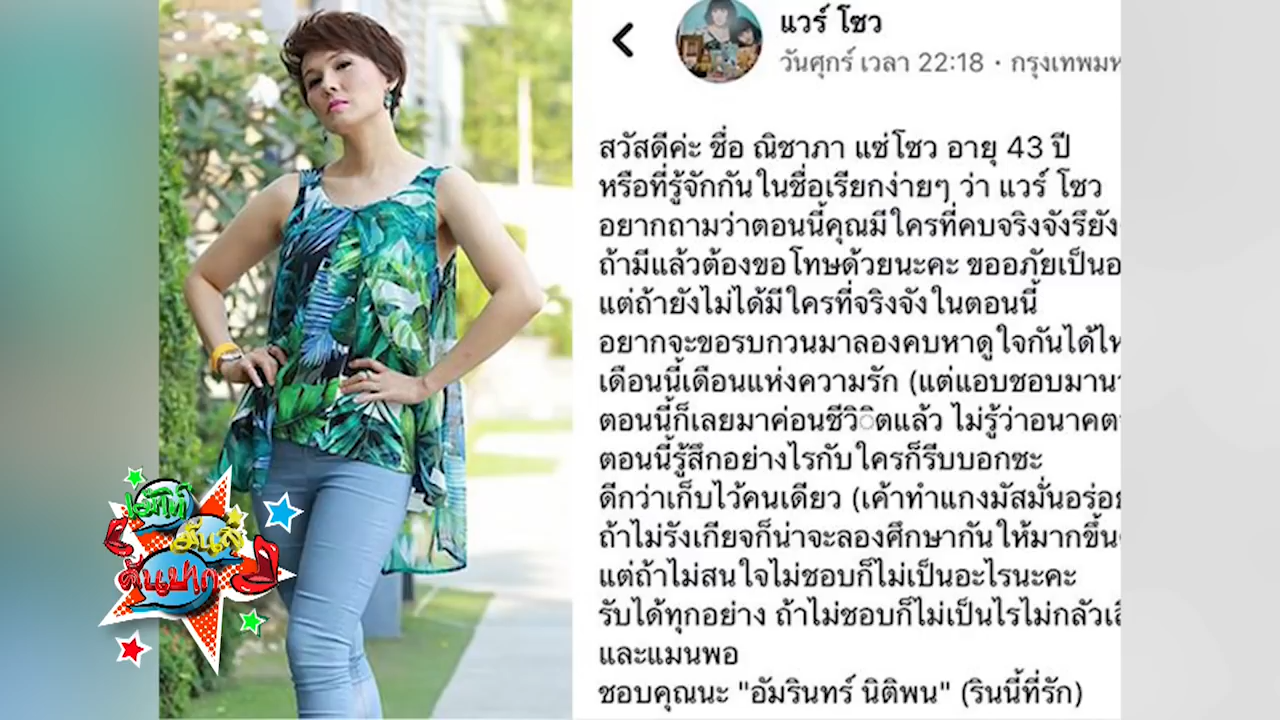 แวร์ โซว
วันศุกร์ เวลา 22:18 · กรุงเทพมห
สวัสดีค่ะ ชื่อ ณิชาภา แซ่โซว อายุ 43 ปี
หรือที่รู้จักกันในชื่อเรียกง่ายๆ ว่า แวร์ โซว
อยากถามว่าตอนนี้คุณมีใครที่คบจริงจังรึยัง
ถ้ามีแล้วต้องขอโทษด้วยนะคะ ขออภัยเป็นอ
แต่ถ้ายังไม่ได้มีใครที่จริงจังในตอนนี้
อยากจะขอรบกวนมาลองคบหาดูใจกันได้ไห
เดือนนี้เดือนแห่งความรัก (แต่แอบชอบมานา
ตอนนี้ก็เลยมาค่อนชีวิิตแล้ว ไม่รู้ว่าอนาคต
ตอนนี้รู้สึกอย่างไรกับใครก็รีบบอกซะ
ดีกว่าเก็บไว้คนเดียว (เค้าทำแกงมัสมั่นอร่อย
ถ้าไม่รังเกียจก็น่าจะลองศึกษากันให้มากขึ้น
แต่ถ้าไม่สนใจไม่ชอบก็ไม่เป็นอะไรนะคะ
รับได้ทุกอย่าง ถ้าไม่ชอบก็ไม่เป็นไรไม่กลัวเสี
และแมนพอ
ชอบคุณนะ "อัมรินทร์ นิติพน" (รินนี้ที่รัก)
เม้าท์
มันส์
คันปาก